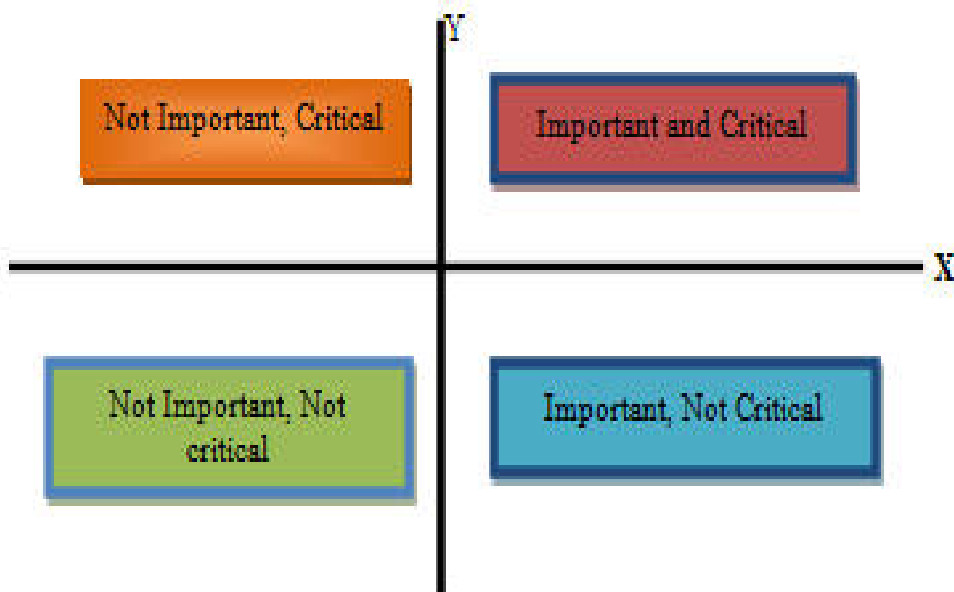 Y
Not Important, Critical
Important and Critical
X
Not Important, Not
critical
Important, Not Critical